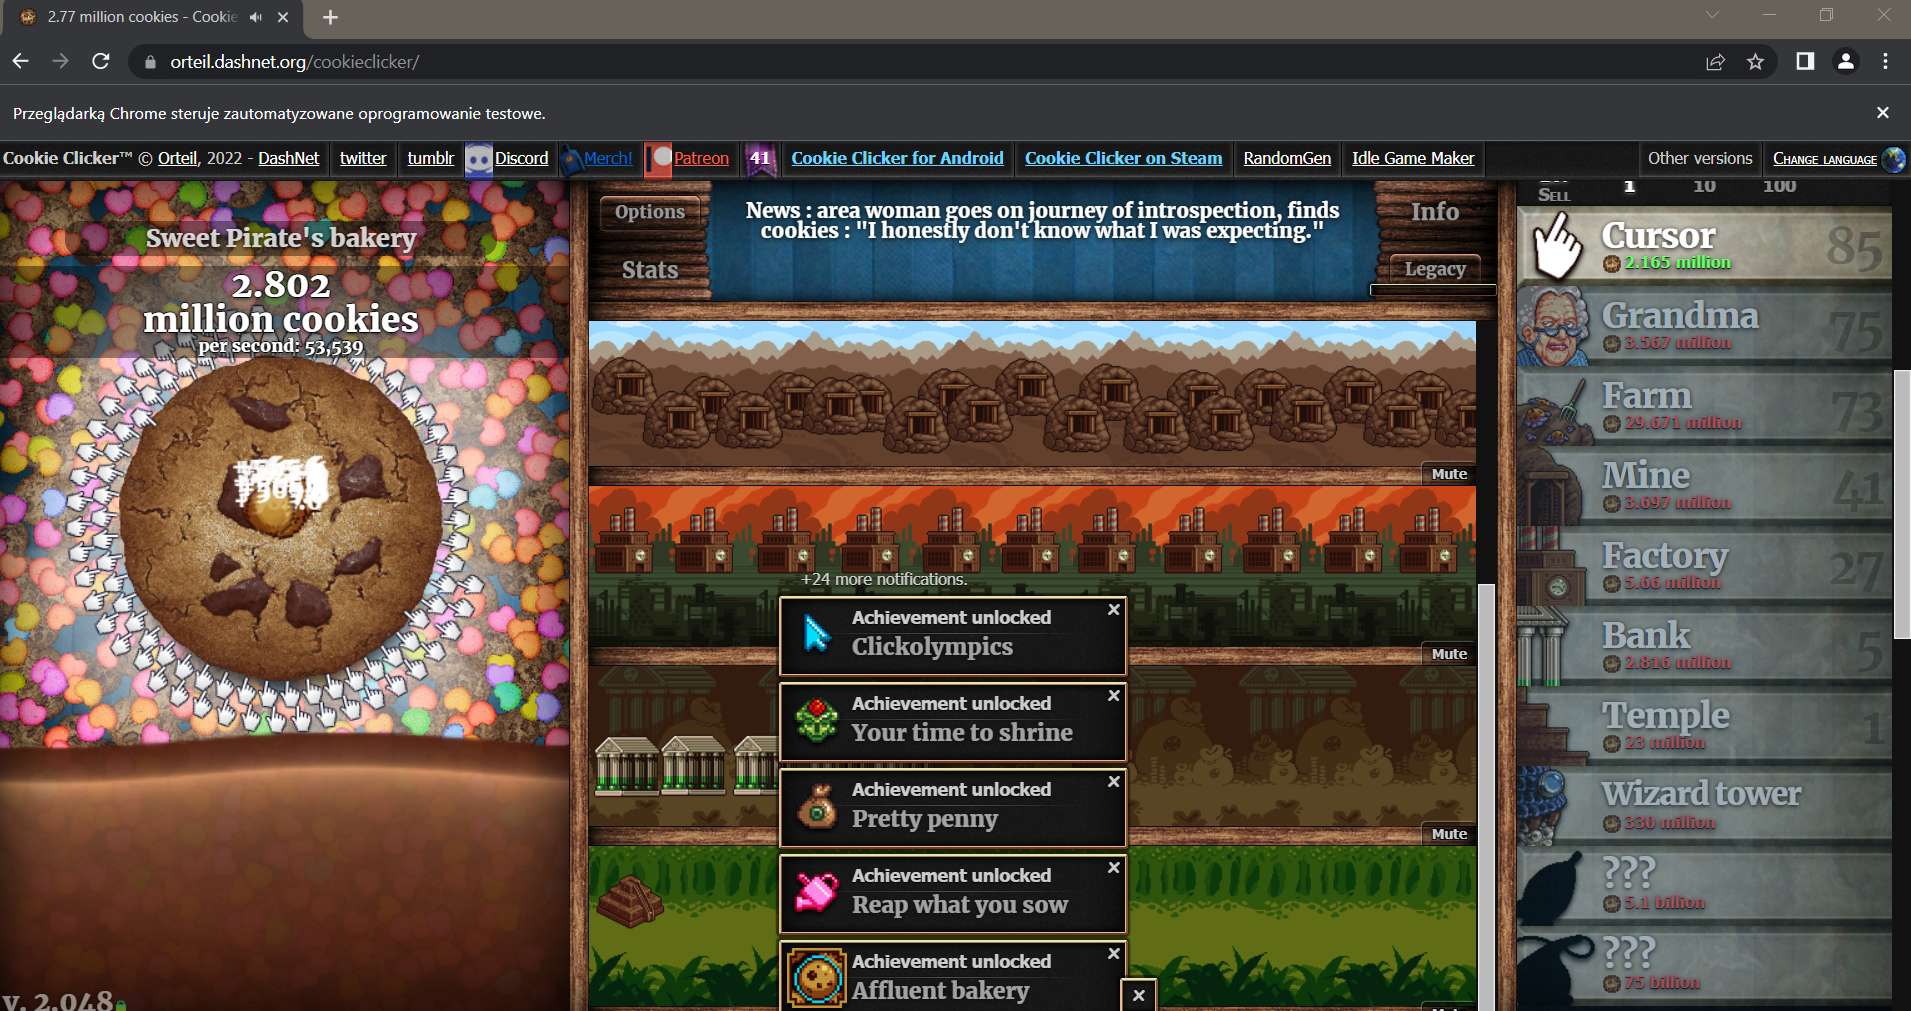 2.77 million cookies - Cookie
orteil.dashnet.org/cookieclicker/
Przeglądarką Chrome steruje zautomatyzowane oprogramowanie testowe.
Cookie Clicker™ © Orteil, 2022 - DashNet
twitter
tumblr
Discord
Merch!
Patreon
41
Cookie Clicker for Android
Cookie Clicker on Steam
RandomGen
Idle Game Maker
Other versions
Change language
Sweet Pirate's bakery
2.802
million cookies
per second: 53,539
v. 2.048
Options
Stats
News : area woman goes on journey of introspection, finds
cookies : "I honestly don't know what I was expecting."
Info
Legacy
Mute
Mute
Mute
+24 more notifications.
Achievement unlocked
Clickolympics
Achievement unlocked
Your time to shrine
Achievement unlocked
Pretty penny
Achievement unlocked
Reap what you sow
Achievement unlocked
Affluent bakery
Sell 1 10 100
Cursor 85
2.165 million
Grandma 75
3.567 million
Farm 73
29.671 million
Mine 41
3.697 million
Factory 27
5.66 million
Bank 5
2.816 million
Temple 1
23 million
Wizard tower
330 million
???
5.1 billion
???
75 billion